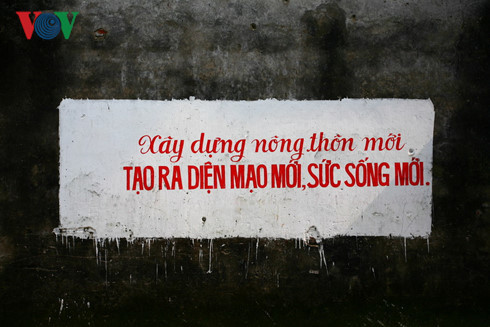 VOV
Xây dựng nông thôn mới
TẠO RA DIỆN MẠO MỚI, SỨC SỐNG MỚI.